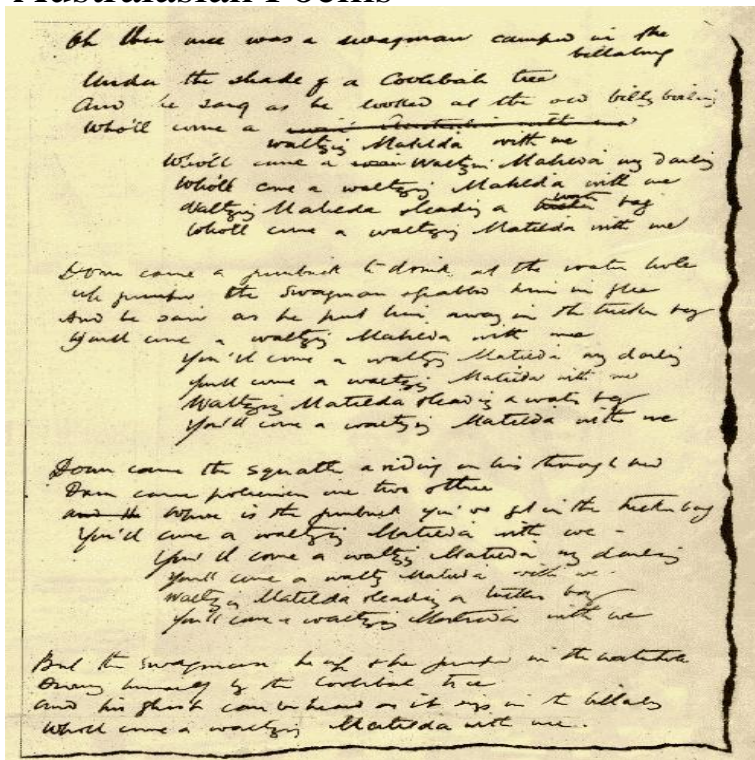 Australasian Poems
Oh there once was a swagman camped in the
billabong
Under the shade of a Coolibah tree
And he sang as he looked at the old billy boiling
Who'll come a
waltzing Matilda with me
Who'll come a waltzing Matilda my darling
Who'll come a waltzing Matilda with me
Waltzing Matilda leading a water bag
Who'll come a waltzing Matilda with me
Down came a jumbuck to drink at the water hole
Up jumped the swagman grabbed him in glee
And he said as he put him away in the tucker bag
You'll come a waltzing Matilda with me
You'll come a waltzing Matilda my darling
You'll come a waltzing Matilda with me
Waltzing Matilda leading a water bag
You'll come a waltzing Matilda with me
Down came the squatter a riding on his thoroughbred
Down came policemen one two three
Where is the jumbuck you've got in the tucker bag
You'll come a waltzing Matilda with we
You'll come a waltzing Matilda my darling
You'll come a waltzing Matilda with we
Waltzing Matilda leading a tucker bag
You'll come a waltzing Matilda with we
But the swagman he up & he jumped in the waterhole
Drowning himself by the Coolibah tree
And his ghost can be heard as it sings in the billabong
Who'll come a waltzing Matilda with me.